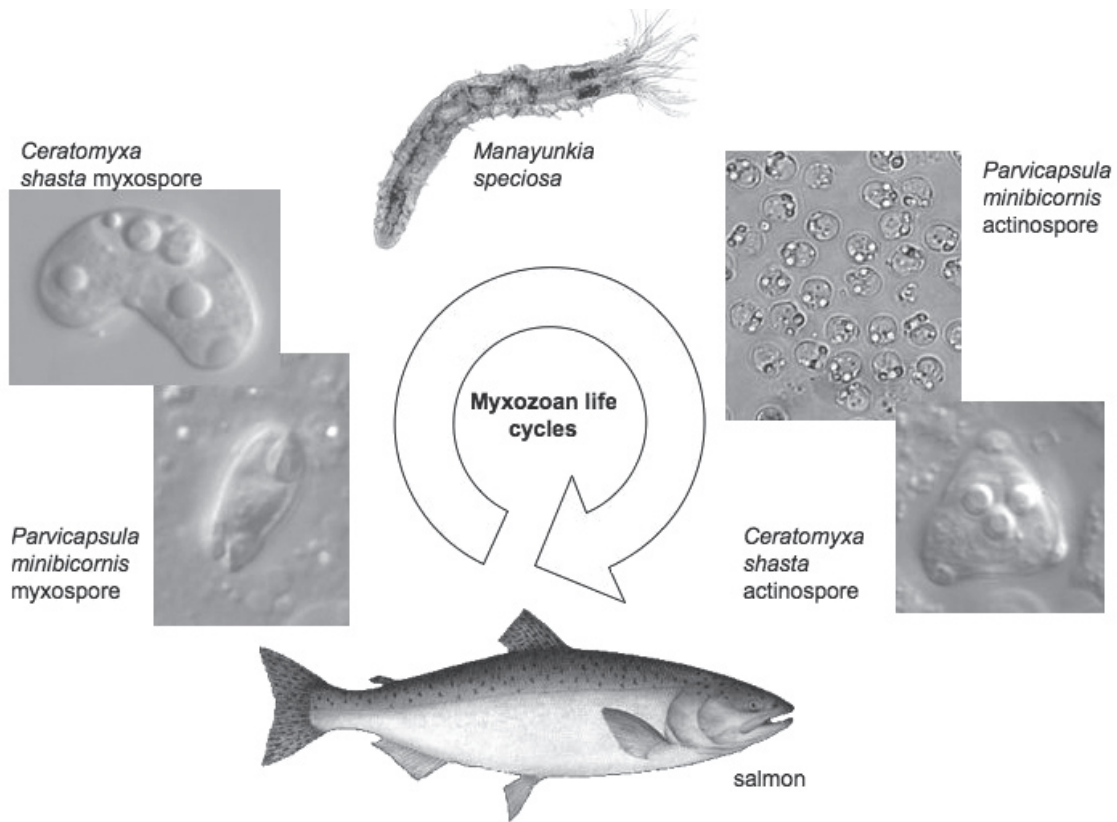 Ceratomyxa
shasta myxospore
Manayunkia
speciosa
Parvicapsula
minibicornis
actinospore
Myxozoan life
cycles
Parvicapsula
minibicornis
myxospore
Ceratomyxa
shasta
actinospore
salmon